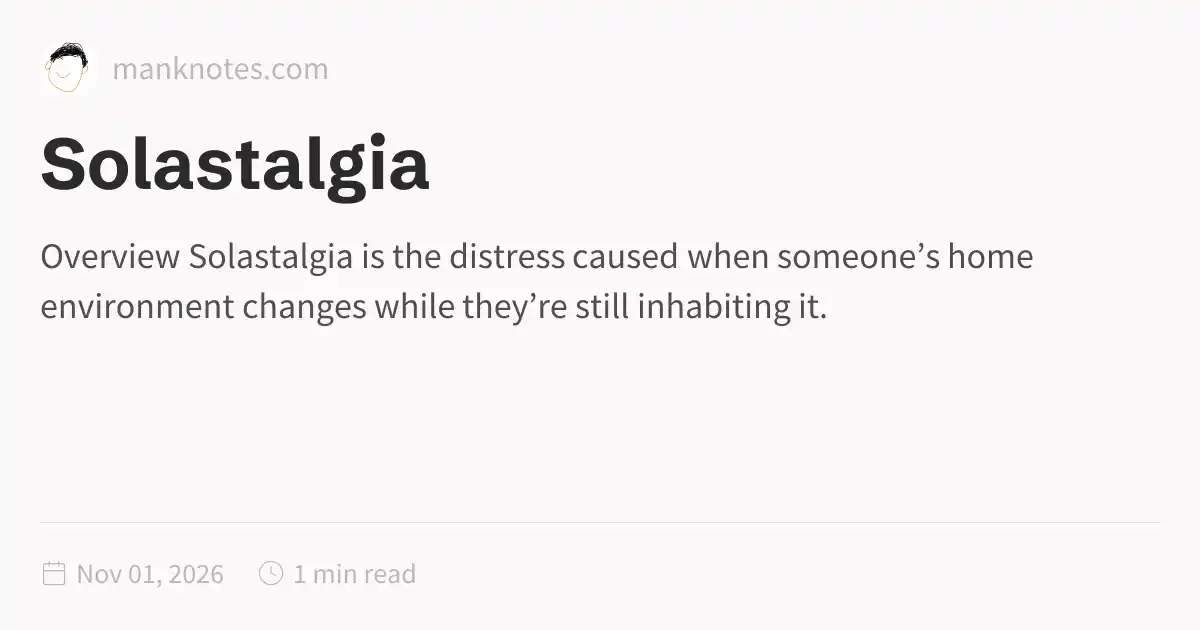 manknotes.com
Solastalgia
Overview Solastalgia is the distress caused when someone’s home
environment changes while they’re still inhabiting it.
Nov 01, 2026 1 min read